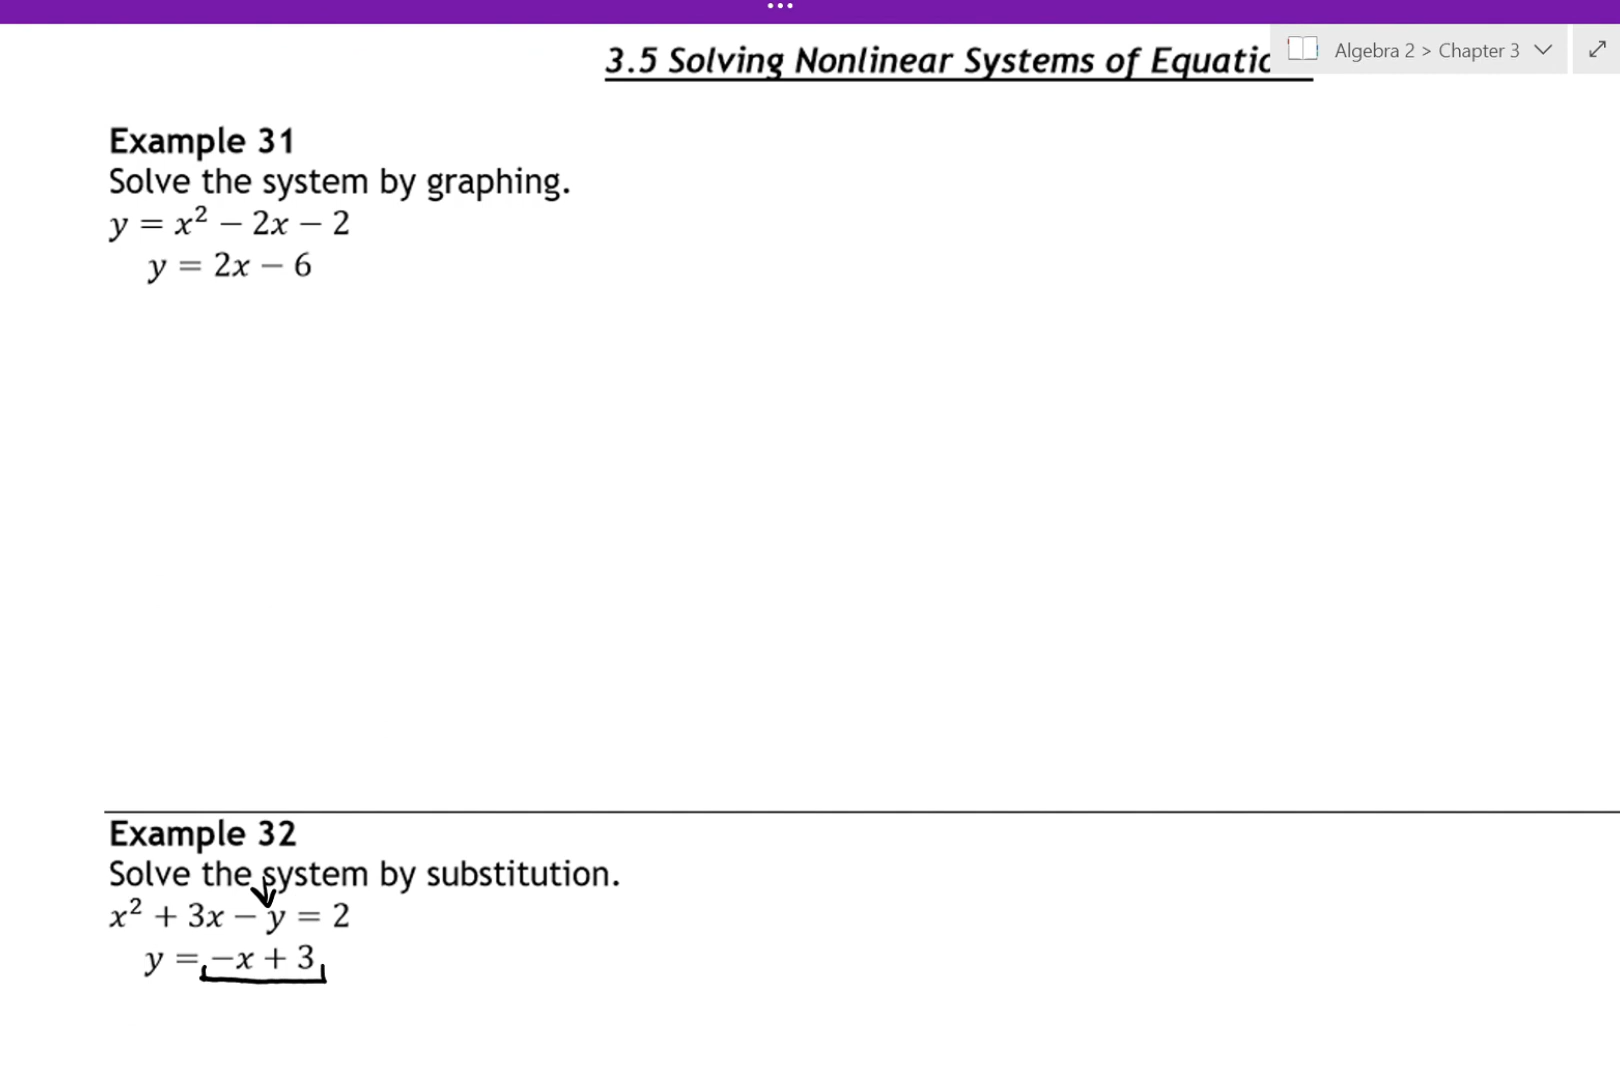 3.5 Solving Nonlinear Systems of Equatic
Algebra 2 > Chapter 3
Example 31
Solve the system by graphing.
y = x² − 2x − 2
y = 2x − 6
Example 32
Solve the system by substitution.
x² + 3x − y = 2
y = −x + 3